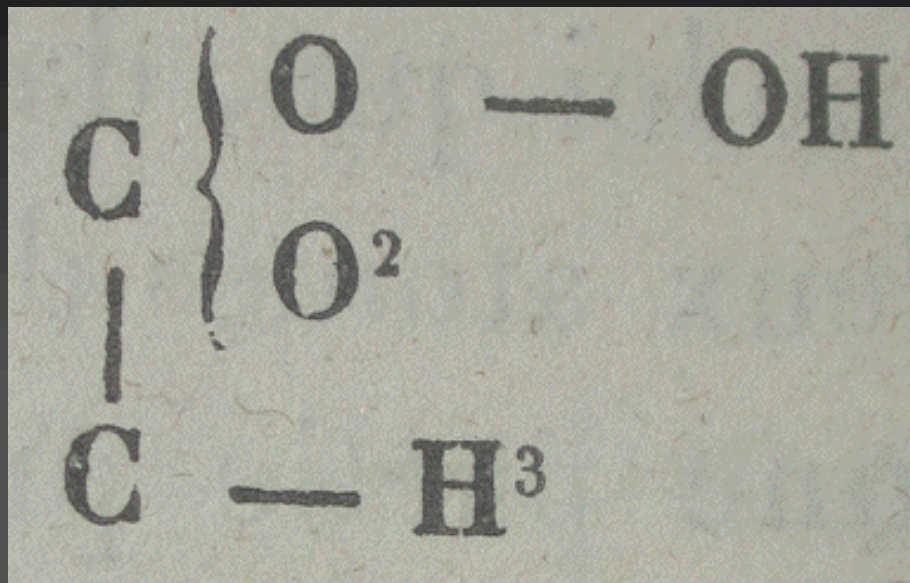 C { O — OH
O²
|
C — H³